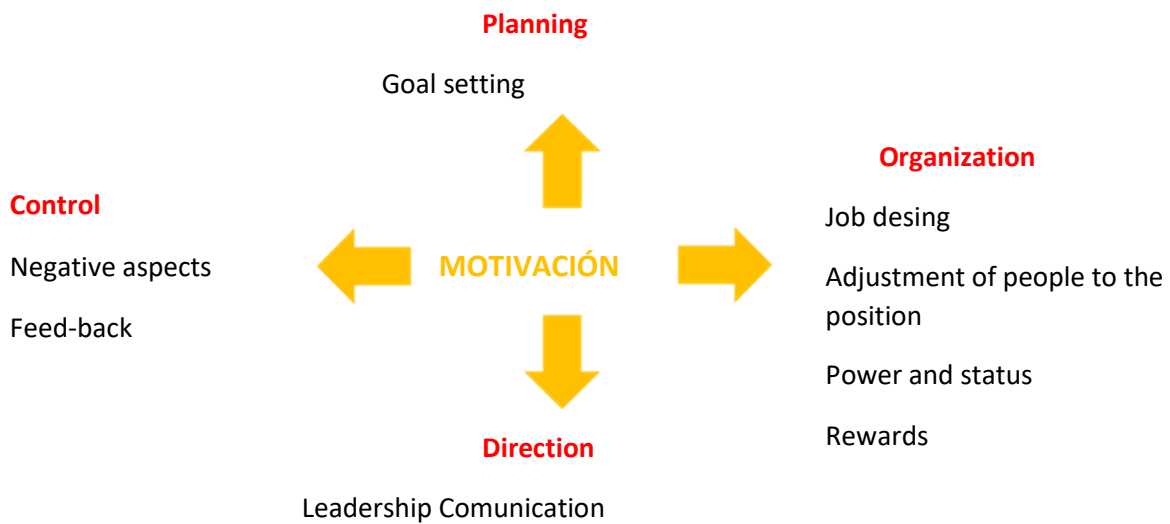 Planning
Goal setting
Organization
Job desing
Adjustment of people to the
position
Power and status
Rewards
Control
Negative aspects
Feed-back
MOTIVACIÓN
Direction
Leadership Comunication